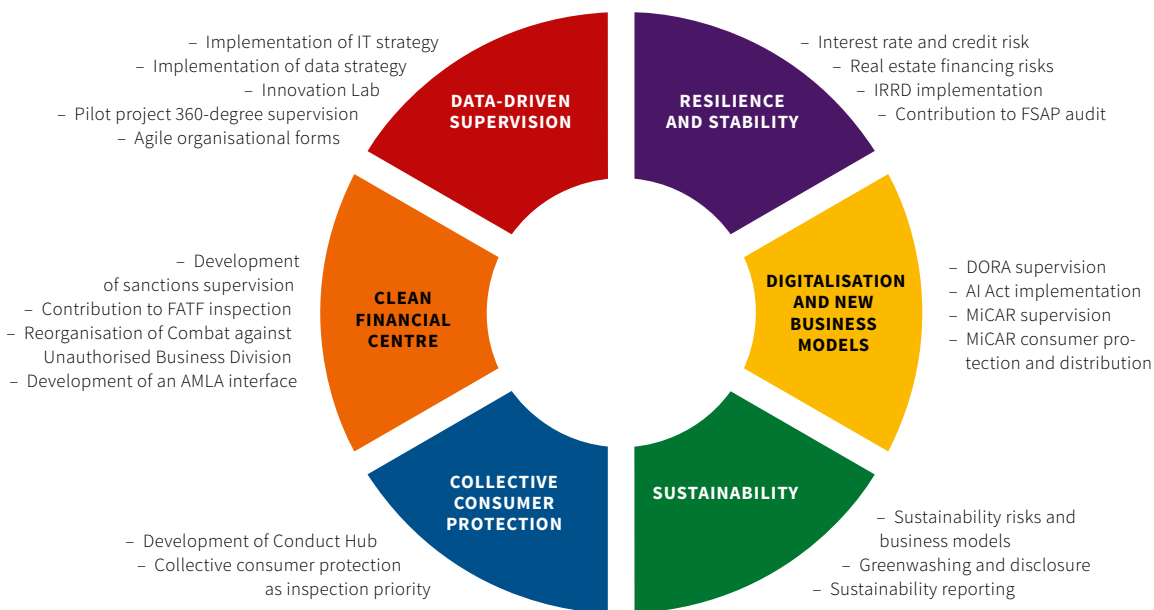 – Implementation of IT strategy
– Implementation of data strategy
– Innovation Lab
– Pilot project 360-degree supervision
– Agile organisational forms
DATA-DRIVEN
SUPERVISION
RESILIENCE
AND STABILITY
– Interest rate and credit risk
– Real estate financing risks
– IRRD implementation
– Contribution to FSAP audit
– Development
of sanctions supervision
– Contribution to FATF inspection
– Reorganisation of Combat against
Unauthorised Business Division
– Development of an AMLA interface
CLEAN
FINANCIAL
CENTRE
DIGITALISATION
AND NEW
BUSINESS
MODELS
– DORA supervision
– AI Act implementation
– MiCAR supervision
– MiCAR consumer pro-
tection and distribution
COLLECTIVE
CONSUMER
PROTECTION
– Development of Conduct Hub
– Collective consumer protection
as inspection priority
SUSTAINABILITY
– Sustainability risks and
business models
– Greenwashing and disclosure
– Sustainability reporting